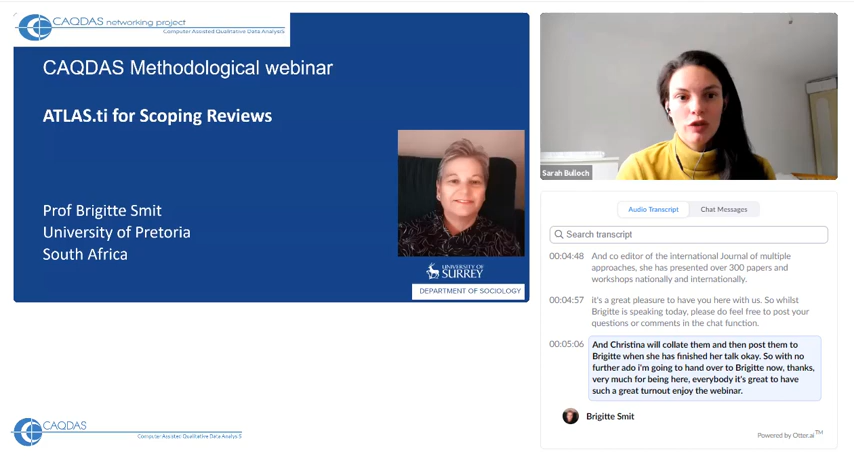 CAQDAS networking project
Computer Assisted Qualitative Data AnalysiS
CAQDAS Methodological webinar
ATLAS.ti for Scoping Reviews
Prof Brigitte Smit
University of Pretoria
South Africa
UNIVERSITY OF
SURREY
DEPARTMENT OF SOCIOLOGY
CAQDAS
Computer Assisted Qualitative Data AnalysiS
Sarah Bulloch
Audio Transcript
Chat Messages
Search transcript
00:04:48 And co editor of the international Journal of multiple
approaches, she has presented over 300 papers and
workshops nationally and internationally.
00:04:57 it's a great pleasure to have you here with us. So whilst
Brigitte is speaking today, please do feel free to post your
questions or comments in the chat function.
00:05:06 And Christina will collate them and then post them to
Brigitte when she has finished her talk okay. So with no
further ado i'm going to hand over to Brigitte now, thanks,
very much for being here, everybody it's great to have
such a great turnout enjoy the webinar.
Brigitte Smit
Powered by Otter.ai TM